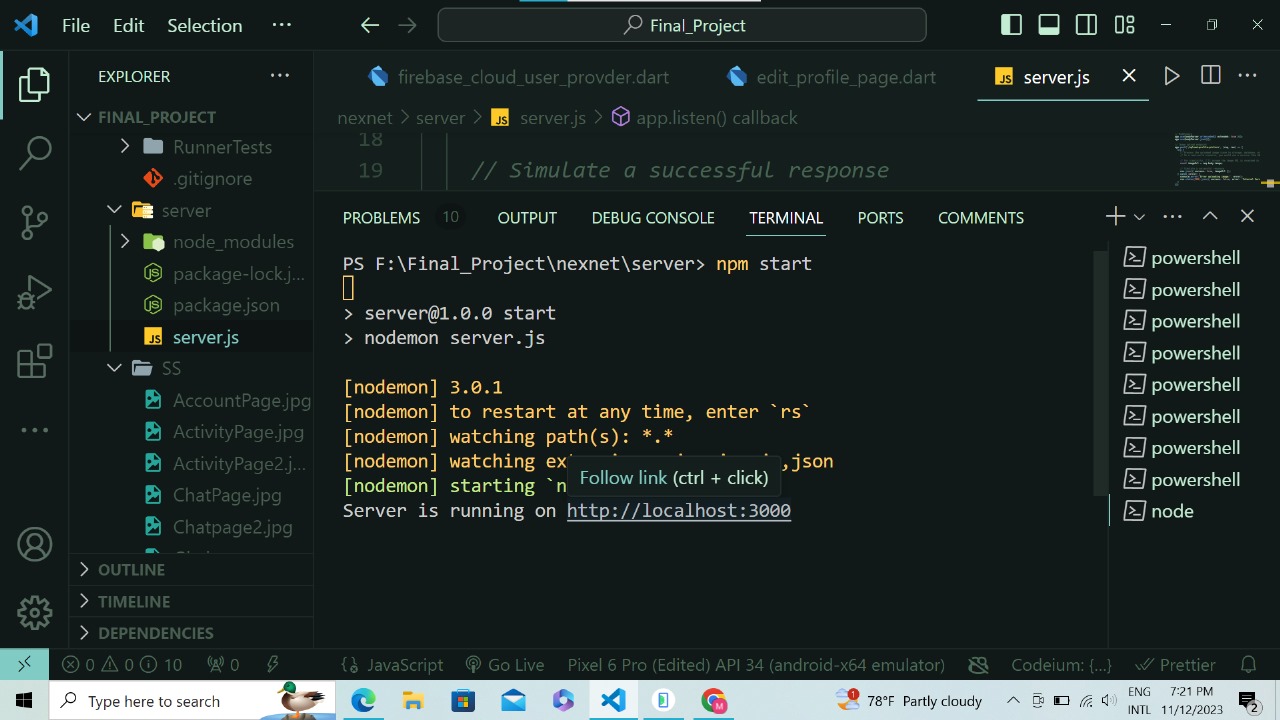 File Edit Selection ··· Final_Project
EXPLORER ···
FINAL_PROJECT
RunnerTests
.gitignore
server
node_modules
package-lock.j...
package.json
server.js
SS
AccountPage.jpg
ActivityPage.jpg
ActivityPage2.j...
ChatPage.jpg
Chatpage2.jpg
OUTLINE
TIMELINE
DEPENDENCIES
firebase_cloud_user_provder.dart edit_profile_page.dart JS server.js
nexnet > server > JS server.js > app.listen() callback
18
19 // Simulate a successful response
PROBLEMS 10 OUTPUT DEBUG CONSOLE TERMINAL PORTS COMMENTS
PS F:\Final_Project\nexnet\server> npm start
> server@1.0.0 start
> nodemon server.js
[nodemon] 3.0.1
[nodemon] to restart at any time, enter `rs`
[nodemon] watching path(s): *.*
[nodemon] watching ,json
Follow link (ctrl + click)
[nodemon] starting `n
Server is running on http://localhost:3000
powershell
powershell
powershell
powershell
powershell
powershell
powershell
powershell
node
0 0 10 0 {} JavaScript Go Live Pixel 6 Pro (Edited) API 34 (android-x64 emulator) Codeium: {...} Prettier
Type here to search 1 78°F Partly cloudy ENG INTL 7:21 PM 11/12/2023 2